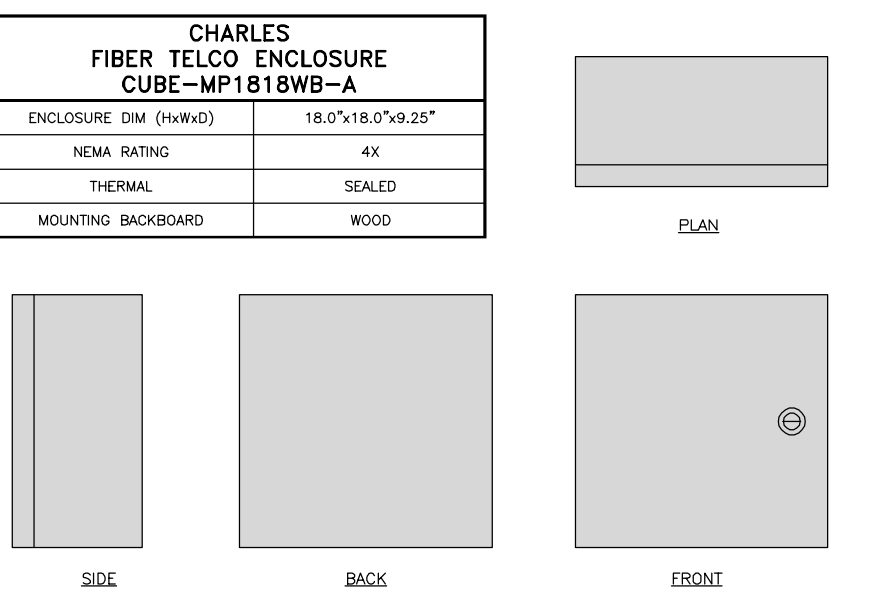 CHARLES
FIBER TELCO ENCLOSURE
CUBE-MP1818WB-A
ENCLOSURE DIM (HxWxD) 18.0"x18.0"x9.25"
NEMA RATING 4X
THERMAL SEALED
MOUNTING BACKBOARD WOOD
PLAN
SIDE
BACK
FRONT